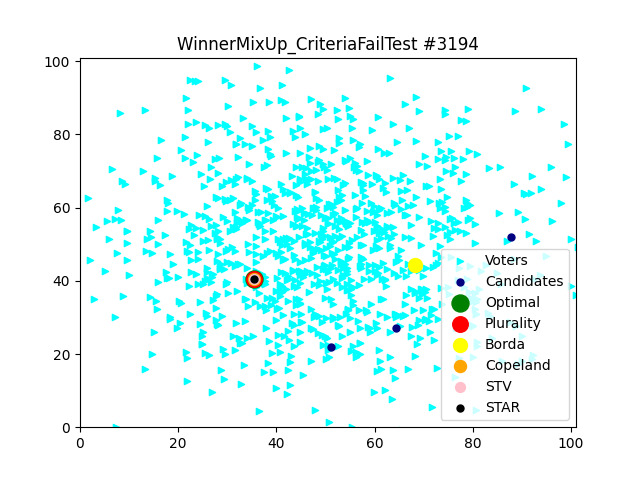 WinnerMixUp_CriteriaFailTest #3194
100
80
60
40
20
0
0 20 40 60 80 100
Voters
Candidates
Optimal
Plurality
Borda
Copeland
STV
STAR